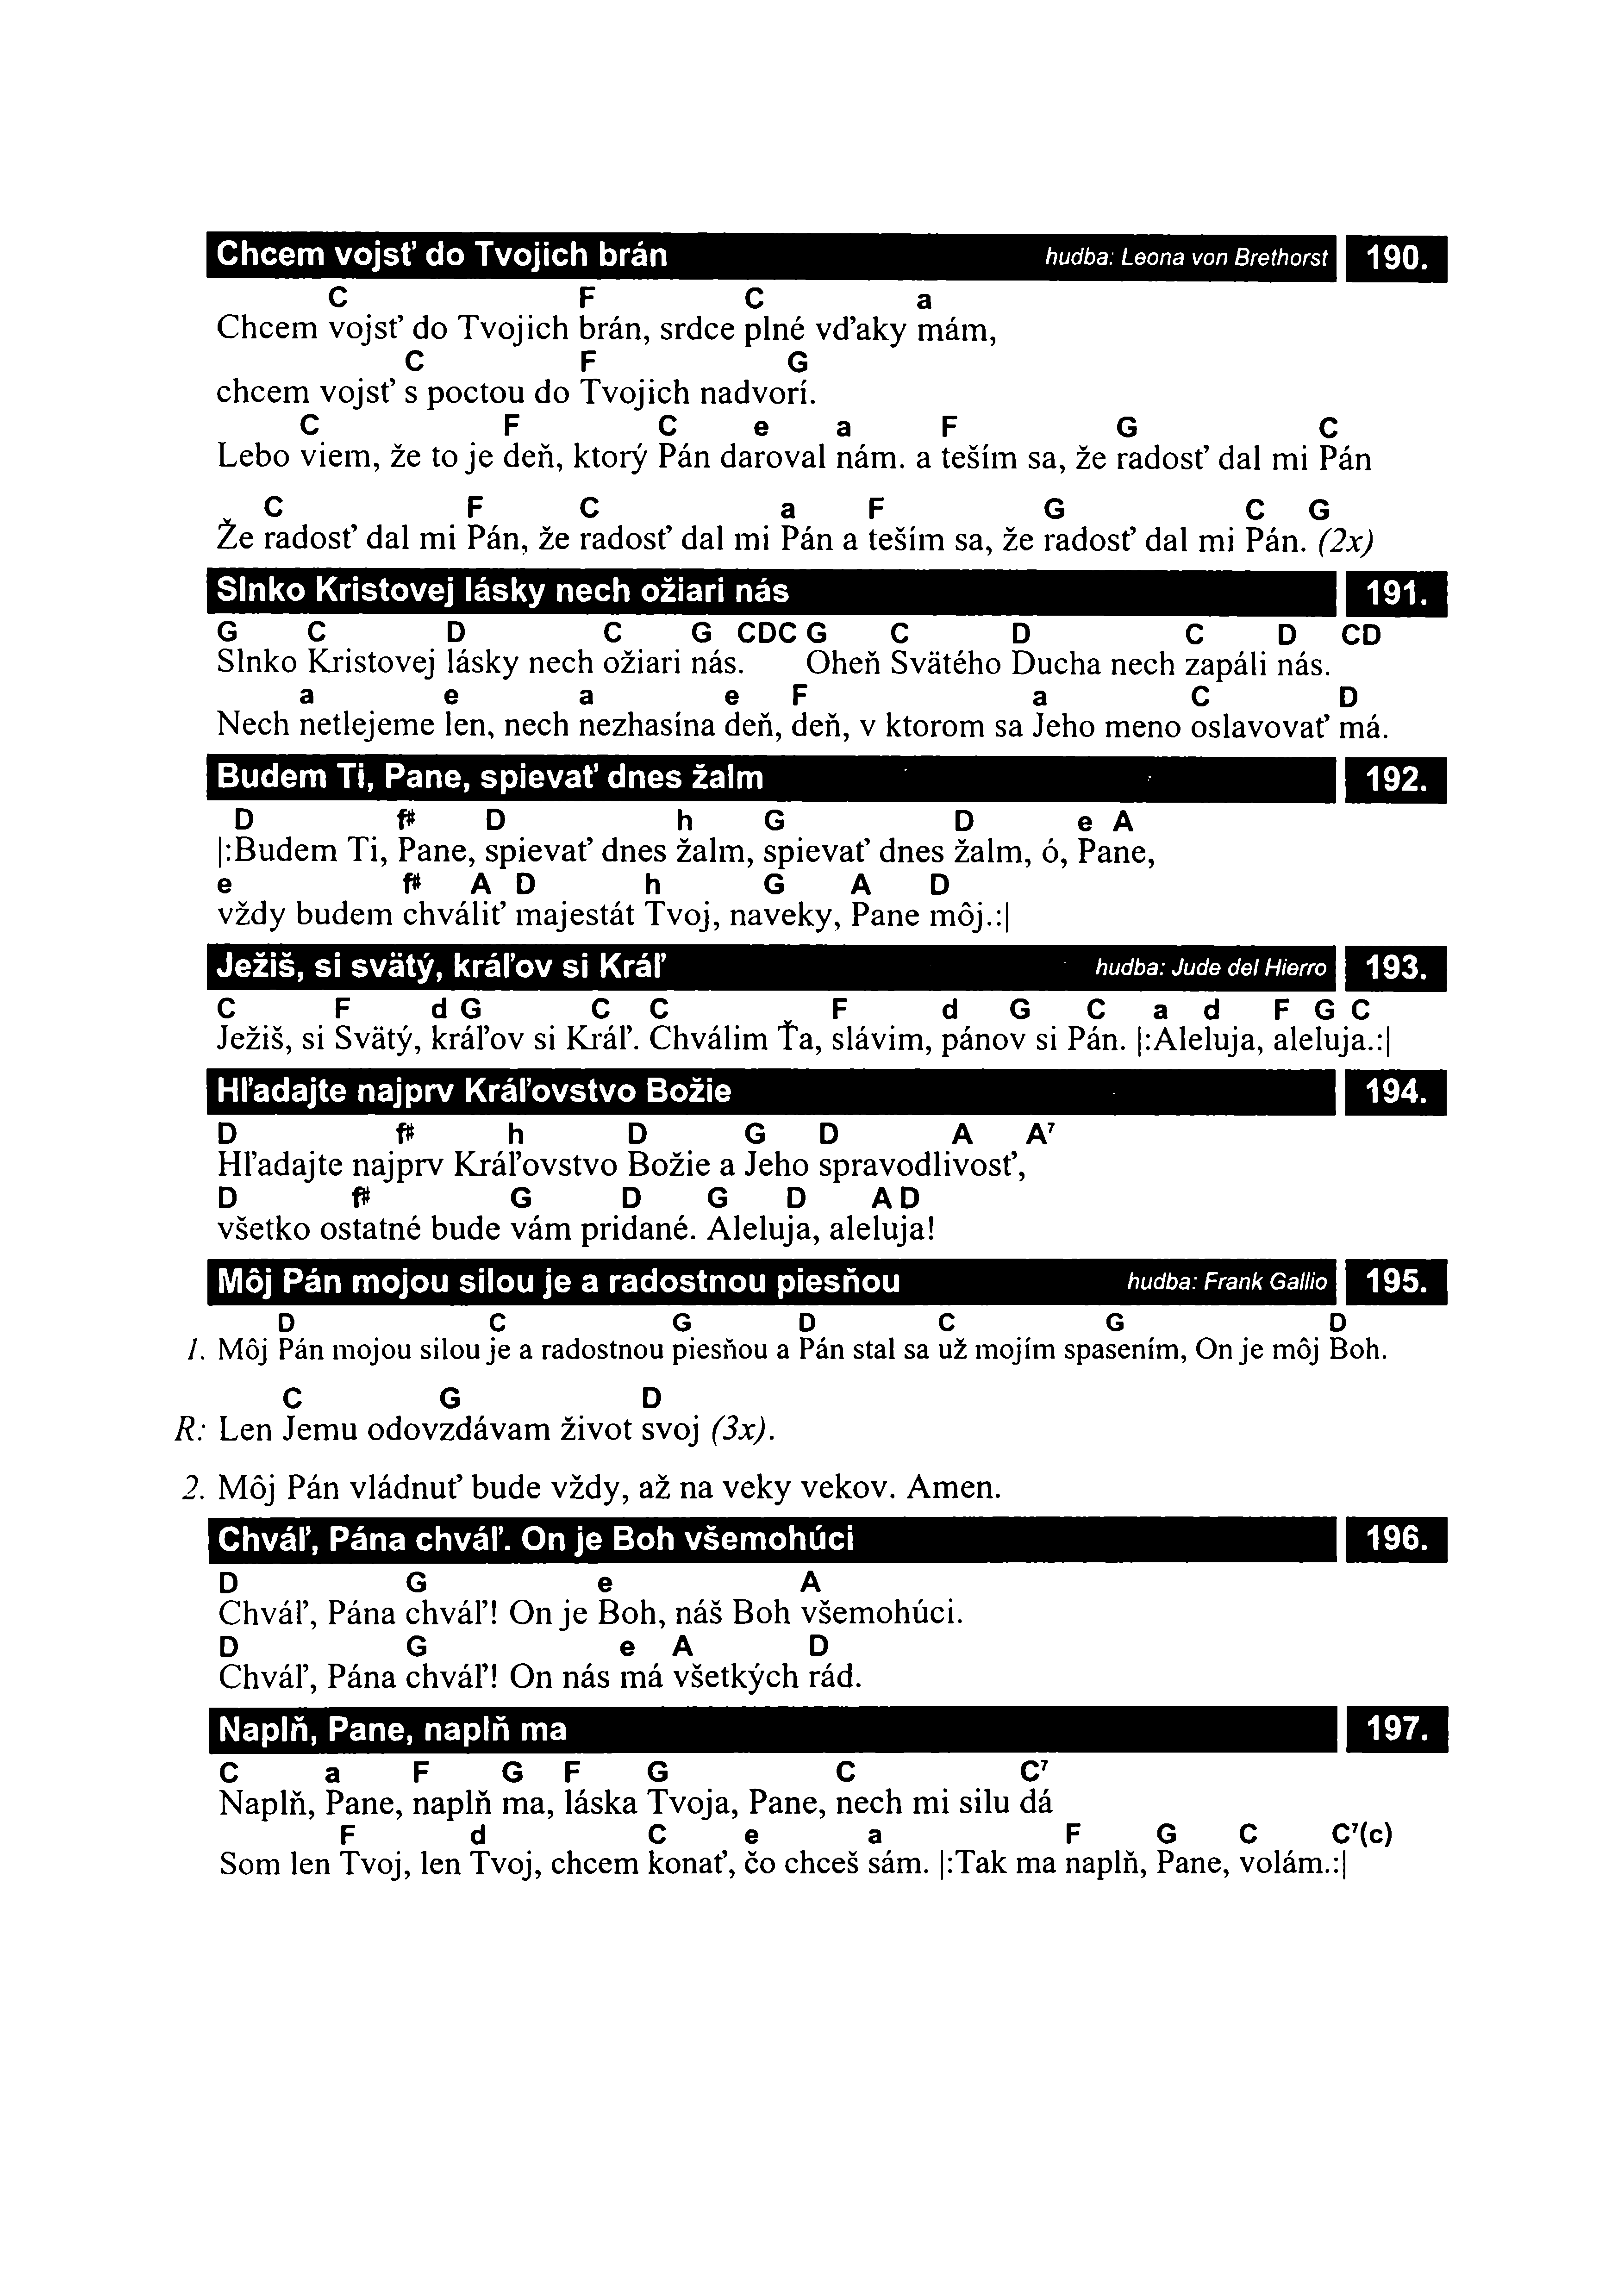 Chcem vojsť do Tvojich brán hudba: Leona von Brethorst 190.
C F C a
Chcem vojsť do Tvojich brán, srdce plné vďaky mám,
C F G
chcem vojsť s poctou do Tvojich nadvorí.
C F C e a F G C
Lebo viem, že to je deň, ktorý Pán daroval nám. a teším sa, že radosť dal mi Pán
C F C a F G C G
Že radosť dal mi Pán, že radosť dal mi Pán a teším sa, že radosť dal mi Pán. (2x)
Slnko Kristovej lásky nech ožiari nás 191.
G C D C G CDC G C D C D CD
Slnko Kristovej lásky nech ožiari nás. Oheň Svätého Ducha nech zapáli nás.
a e a e F a C D
Nech netlejeme len, nech nezhasína deň, deň, v ktorom sa Jeho meno oslavovať má.
Budem Ti, Pane, spievať dnes žalm 192.
D f# D h G D e A
|:Budem Ti, Pane, spievať dnes žalm, spievať dnes žalm, ó, Pane,
e f# A D h G A D
vždy budem chváliť majestát Tvoj, naveky, Pane môj.:|
Ježiš, si svätý, kráľov si Kráľ hudba: Jude del Hierro 193.
C F d G C C F d G C a d F G C
Ježiš, si Svätý, kráľov si Kráľ. Chválim Ťa, slávim, pánov si Pán. |:Aleluja, aleluja.:|
Hľadajte najprv Kráľovstvo Božie 194.
D f# h D G D A A⁷
Hľadajte najprv Kráľovstvo Božie a Jeho spravodlivosť,
D f# G D G D A D
všetko ostatné bude vám pridané. Aleluja, aleluja!
Môj Pán mojou silou je a radostnou piesňou hudba: Frank Gallio 195.
D C G D C G D
1. Môj Pán mojou silou je a radostnou piesňou a Pán stal sa už mojím spasením, On je môj Boh.
C G D
R: Len Jemu odovzdávam život svoj (3x).
2. Môj Pán vládnuť bude vždy, až na veky vekov. Amen.
Chváľ, Pána chváľ. On je Boh všemohúci 196.
D G e A
Chváľ, Pána chváľ! On je Boh, náš Boh všemohúci.
D G e A D
Chváľ, Pána chváľ! On nás má všetkých rád.
Naplň, Pane, naplň ma 197.
C a F G F G C C⁷
Naplň, Pane, naplň ma, láska Tvoja, Pane, nech mi silu dá
F d C e a F G C C⁷(c)
Som len Tvoj, len Tvoj, chcem konať, čo chceš sám. |:Tak ma naplň, Pane, volám.:|